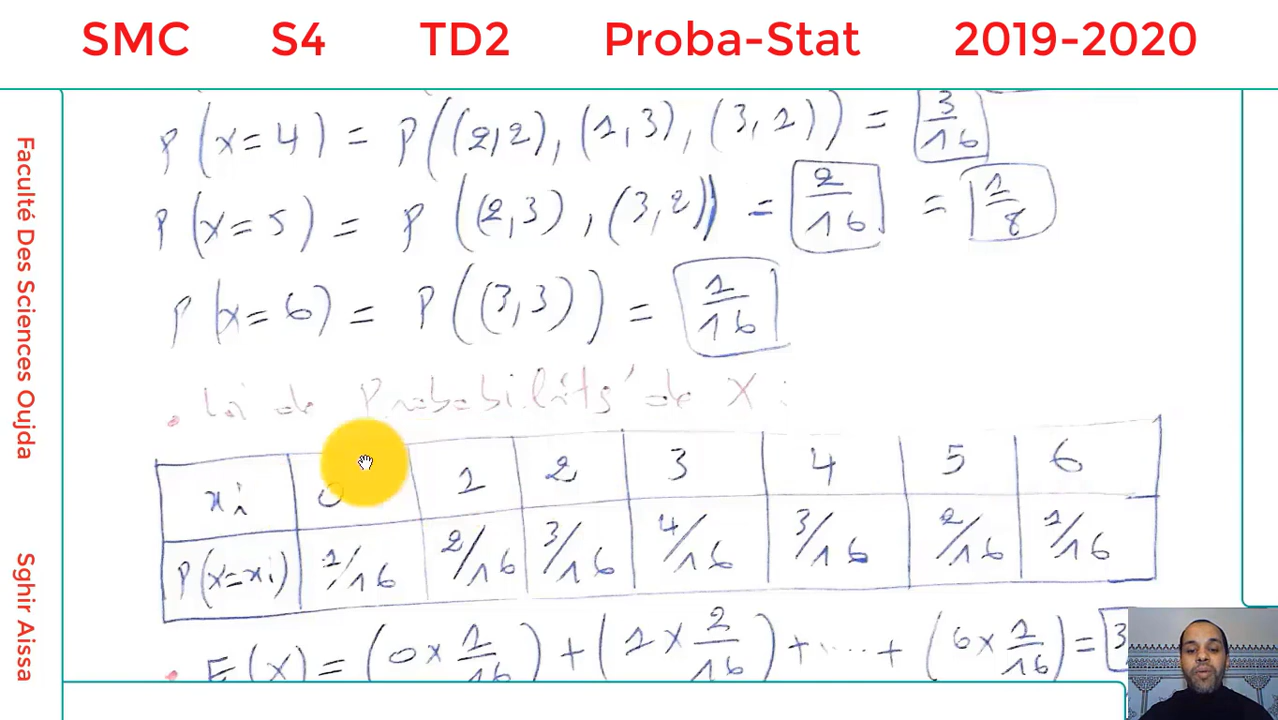 SMC S4 TD2 Proba-Stat 2019-2020
Faculté Des Sciences Oujda
Sghir Aissa
P(X=4) = P((2,2), (1,3), (3,1)) = 3/16
P(X=5) = P((2,3), (3,2)) = 2/16 = 1/8
P(X=6) = P((3,3)) = 1/16
• Loi de Probabilité de X :
xi 0 1 2 3 4 5 6
P(X=xi) 1/16 2/16 3/16 4/16 3/16 2/16 1/16
• E(X) = (0×1/16) + (1×2/16) + .... + (6×1/16) = 3